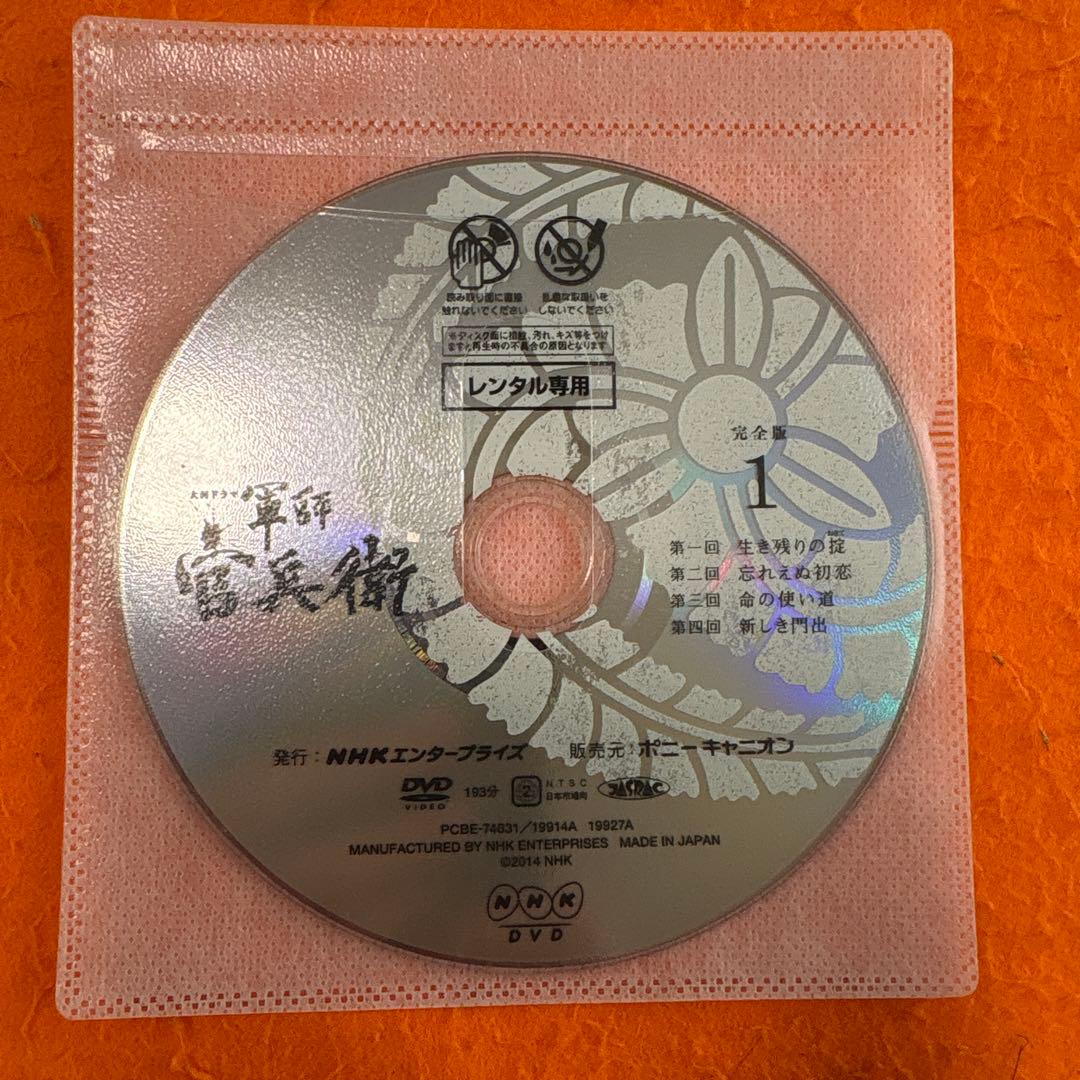 読み取り面に直接
触れないでください
乱暴な取扱いを
しないでください
※ディスク面に指紋、汚れ、キズ等をつけ
ますと再生時の不具合の原因となります
レンタル専用
完全版
1
大河ドラマ
軍師
官兵衛
第一回 生き残りの掟
第二回 忘れえぬ初恋
第三回 命の使い道
第四回 新しき門出
発行：NHKエンタープライズ 販売元：ポニーキャニオン
DVD
VIDEO
193分
2
NTSC
日本市場向
JASRAC
PCBE-74631/19914A 19927A
MANUFACTURED BY NHK ENTERPRISES MADE IN JAPAN
©2014 NHK
NHK
DVD